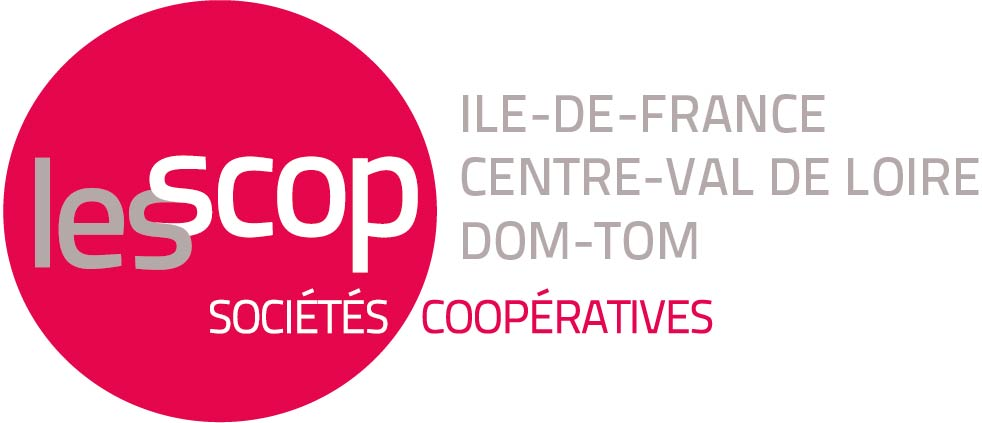 les scop
ILE-DE-FRANCE
CENTRE-VAL DE LOIRE
DOM-TOM
SOCIÉTÉS COOPÉRATIVES